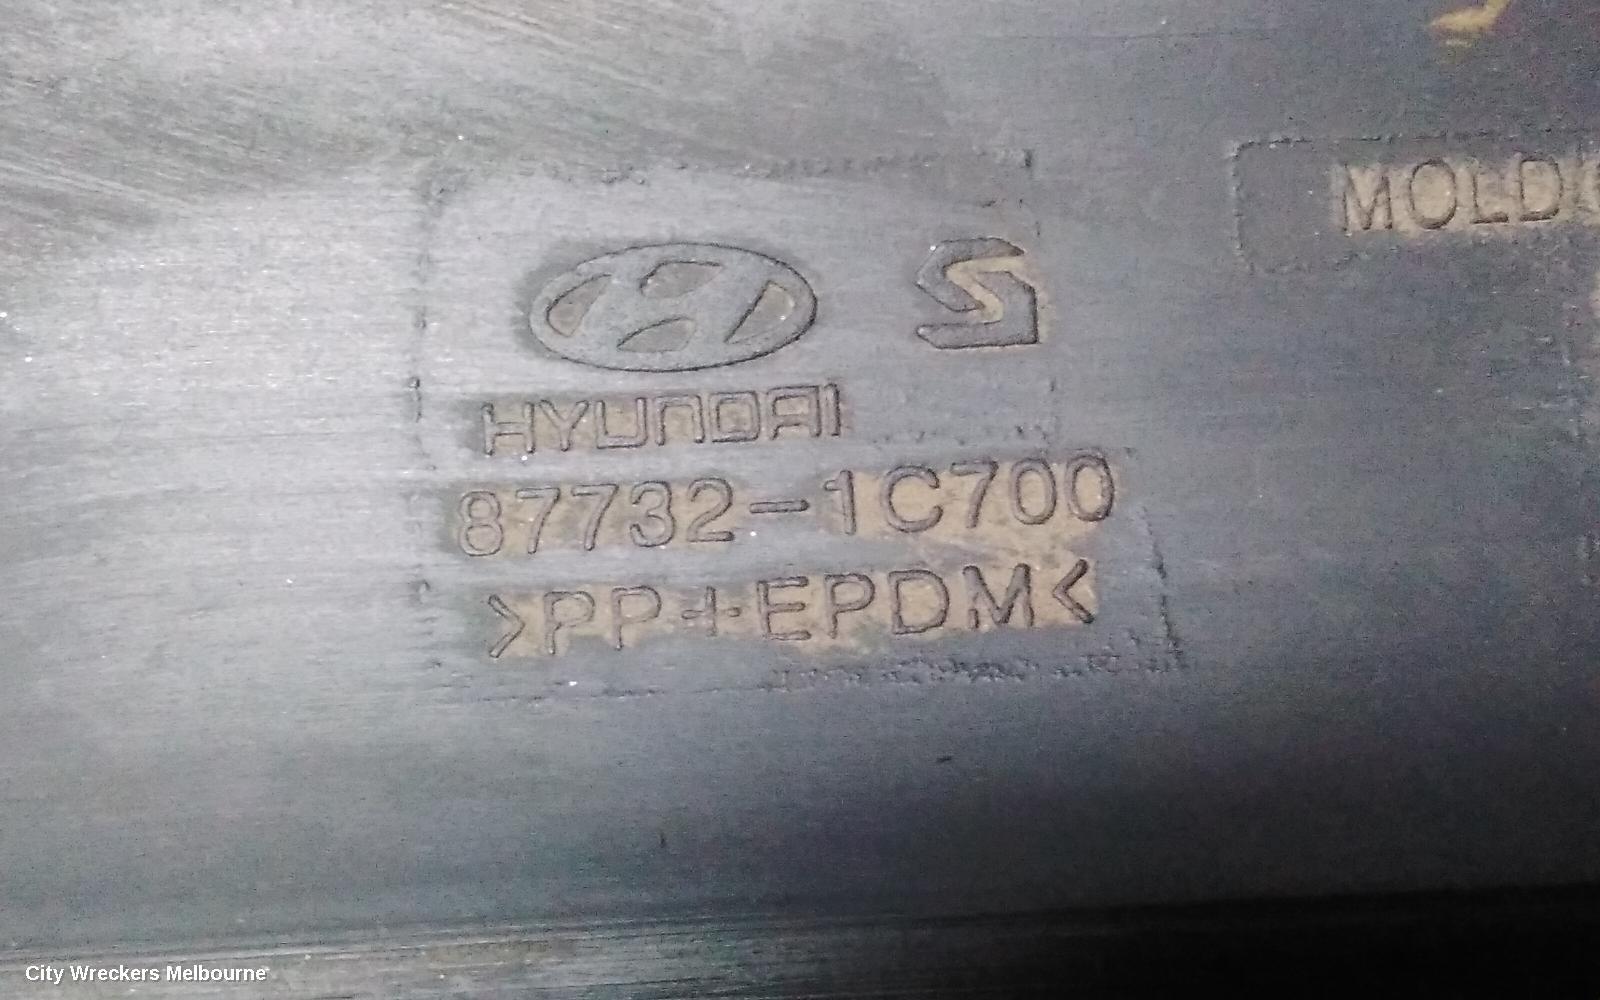 MOLD
HYUNDAI
87732-1C700
>PP+EPDM<
City Wreckers Melbourne